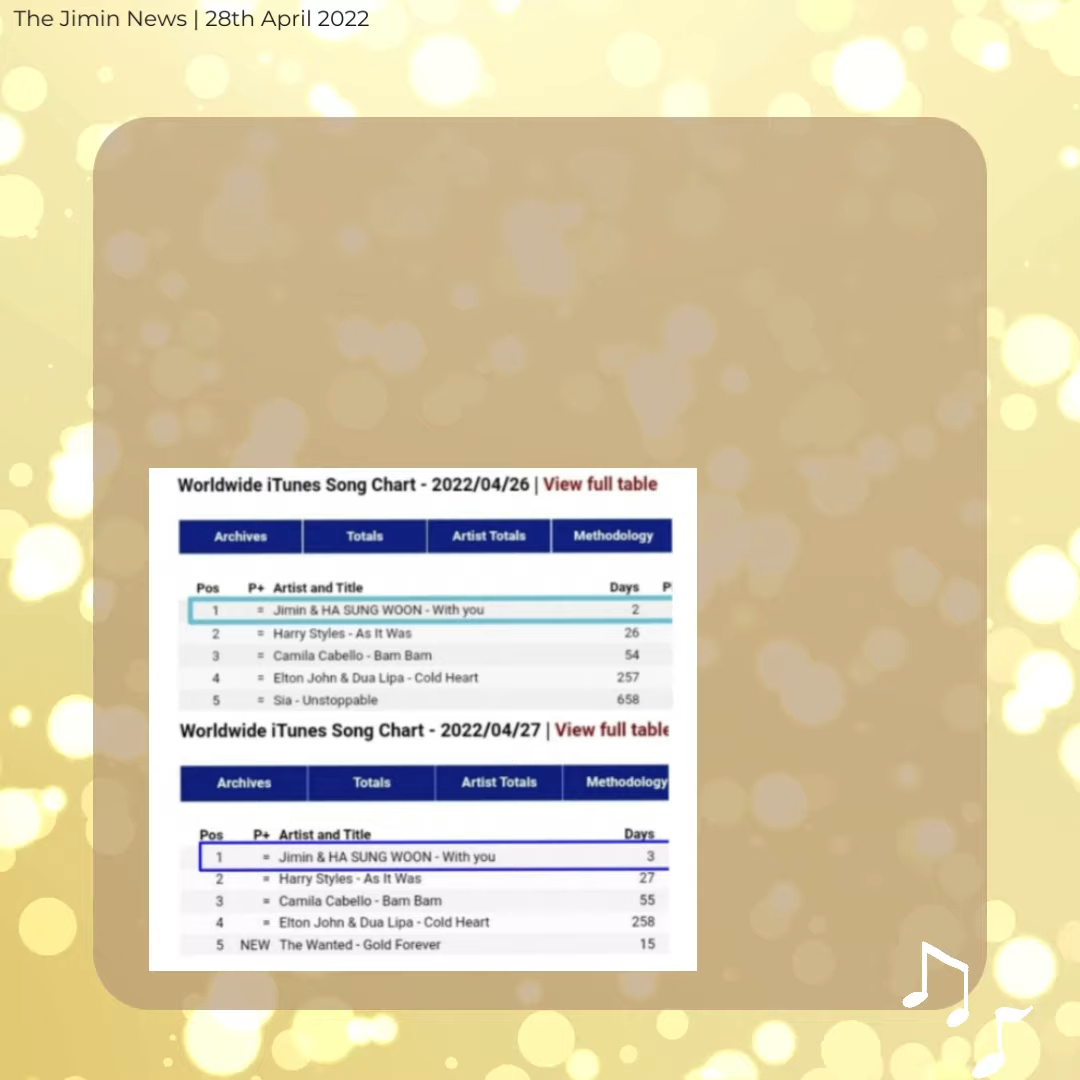 The Jimin News | 28th April 2022
Worldwide iTunes Song Chart - 2022/04/26 | View full table
Archives Totals Artist Totals Methodology
Pos P+ Artist and Title Days P
1 = Jimin & HA SUNG WOON - With you 2
2 = Harry Styles - As It Was 26
3 = Camila Cabello - Bam Bam 54
4 = Elton John & Dua Lipa - Cold Heart 257
5 = Sia - Unstoppable 658
Worldwide iTunes Song Chart - 2022/04/27 | View full table
Archives Totals Artist Totals Methodology
Pos P+ Artist and Title Days
1 = Jimin & HA SUNG WOON - With you 3
2 = Harry Styles - As It Was 27
3 = Camila Cabello - Bam Bam 55
4 = Elton John & Dua Lipa - Cold Heart 258
5 NEW The Wanted - Gold Forever 15